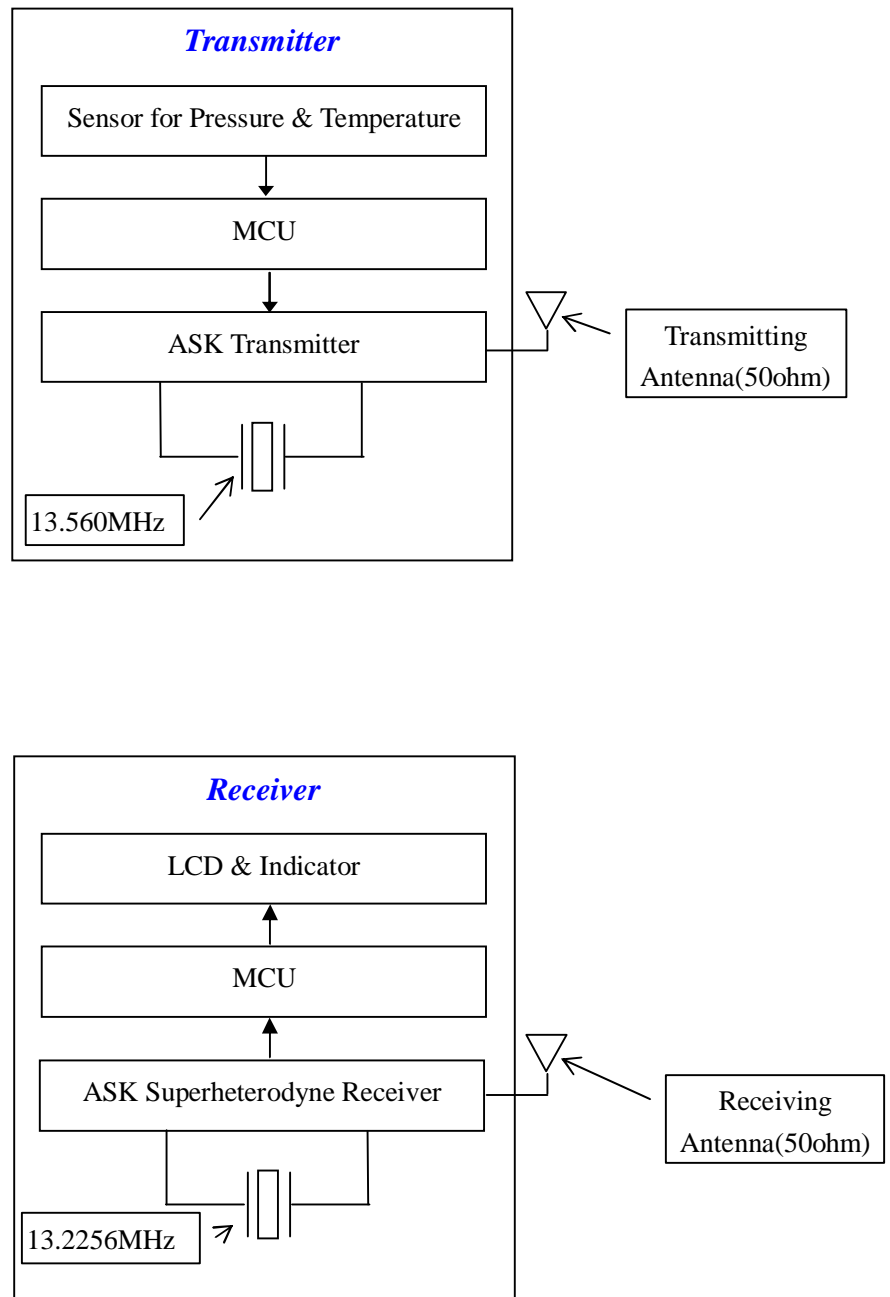 Transmitter
Sensor for Pressure & Temperature
MCU
ASK Transmitter
Transmitting
Antenna(50ohm)
13.560MHz
Receiver
LCD & Indicator
MCU
ASK Superheterodyne Receiver
Receiving
Antenna(50ohm)
13.2256MHz